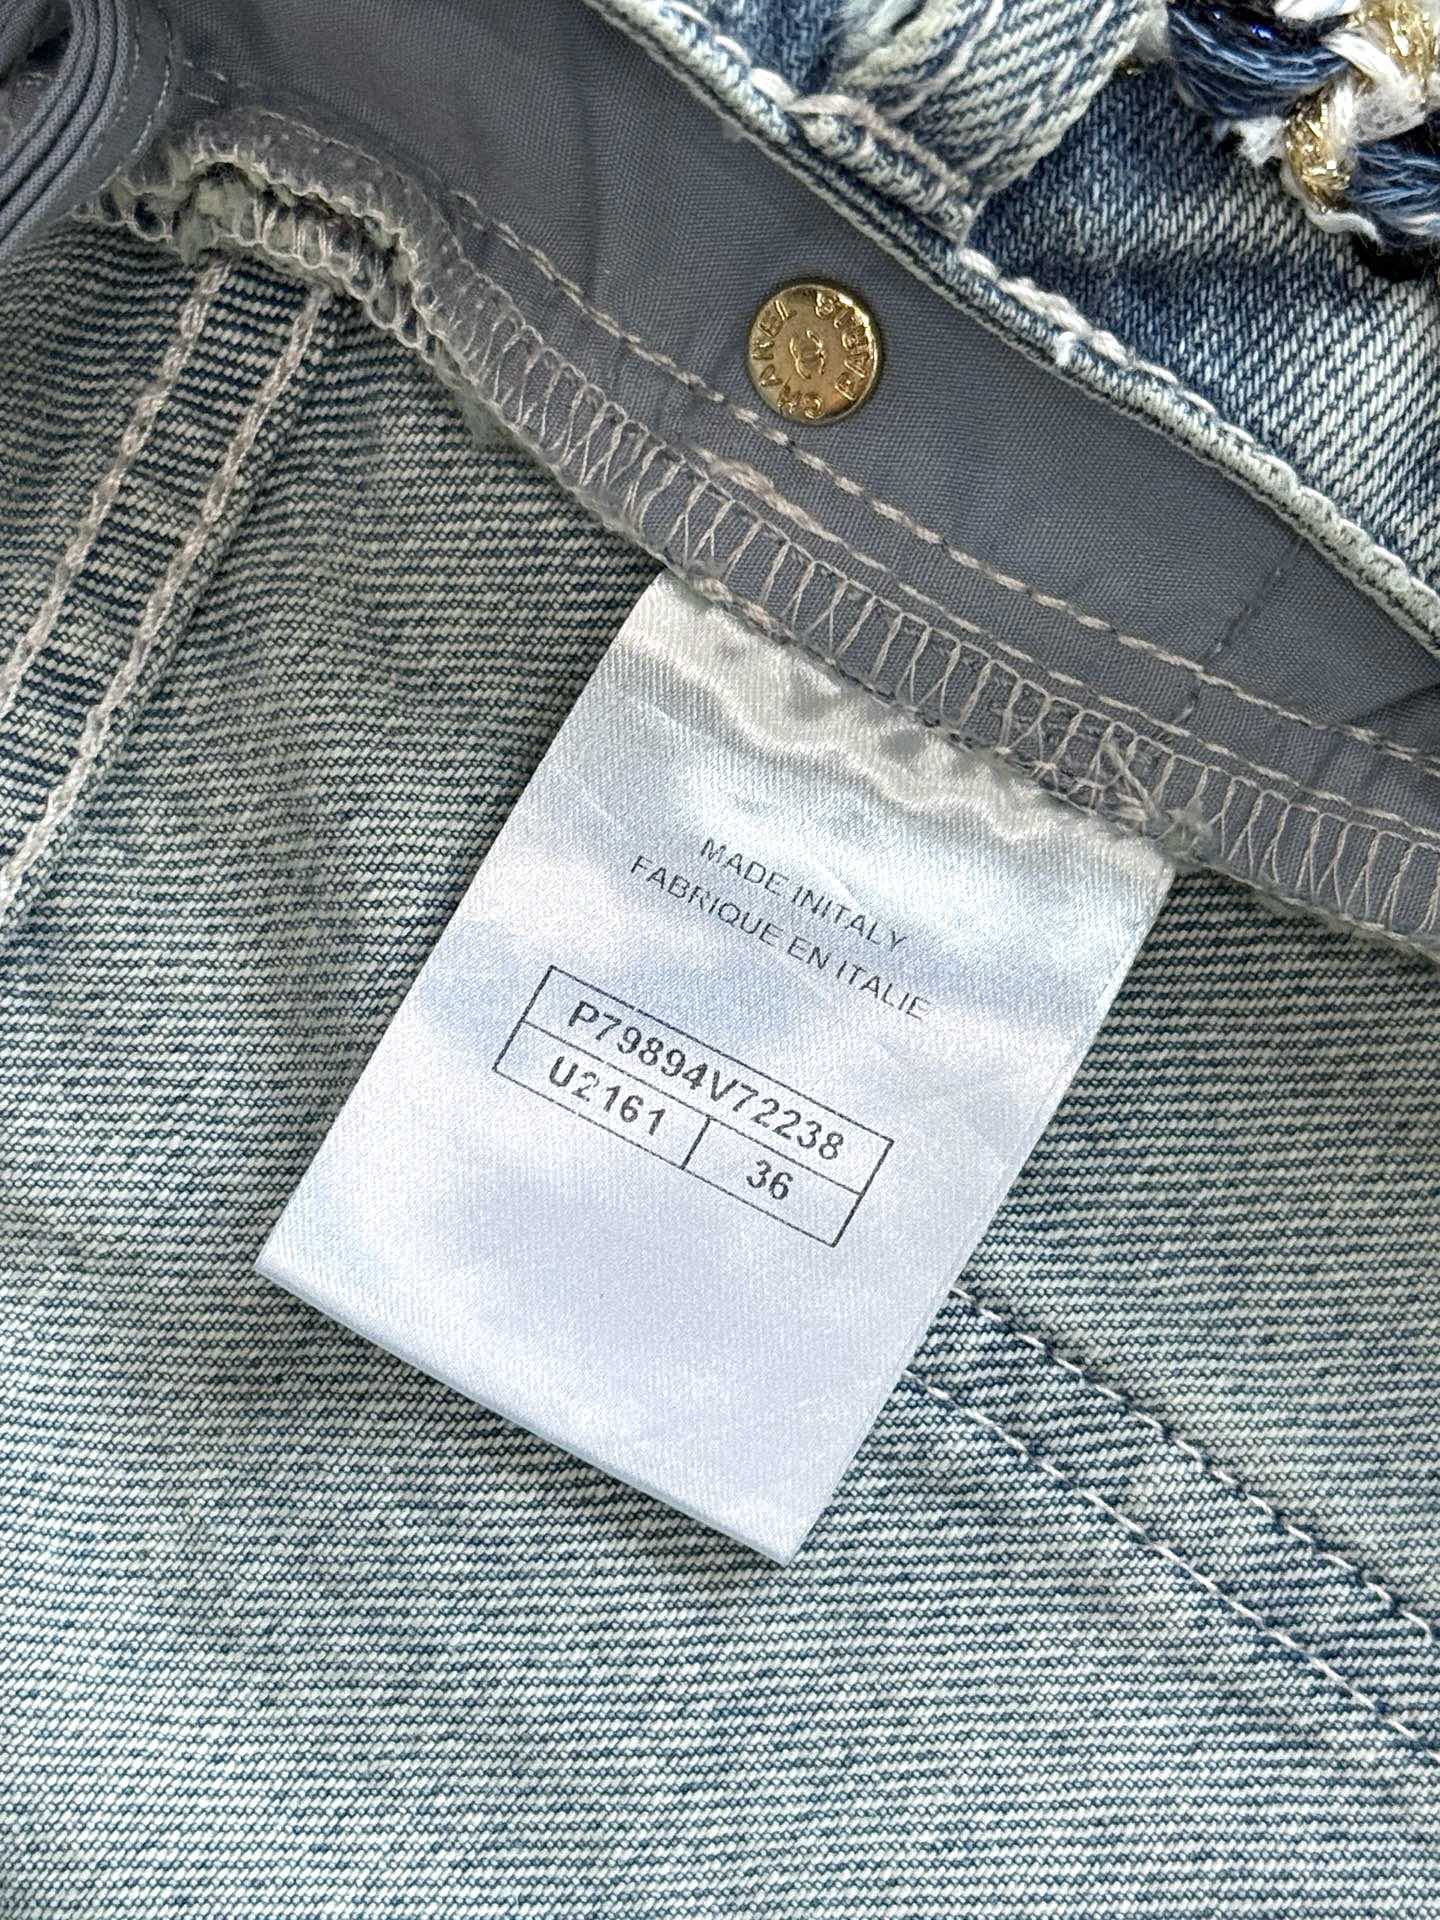 CHANEL PARIS
MADE INITALY
FABRIQUE EN ITALIE
P79894V72238
U2161 36